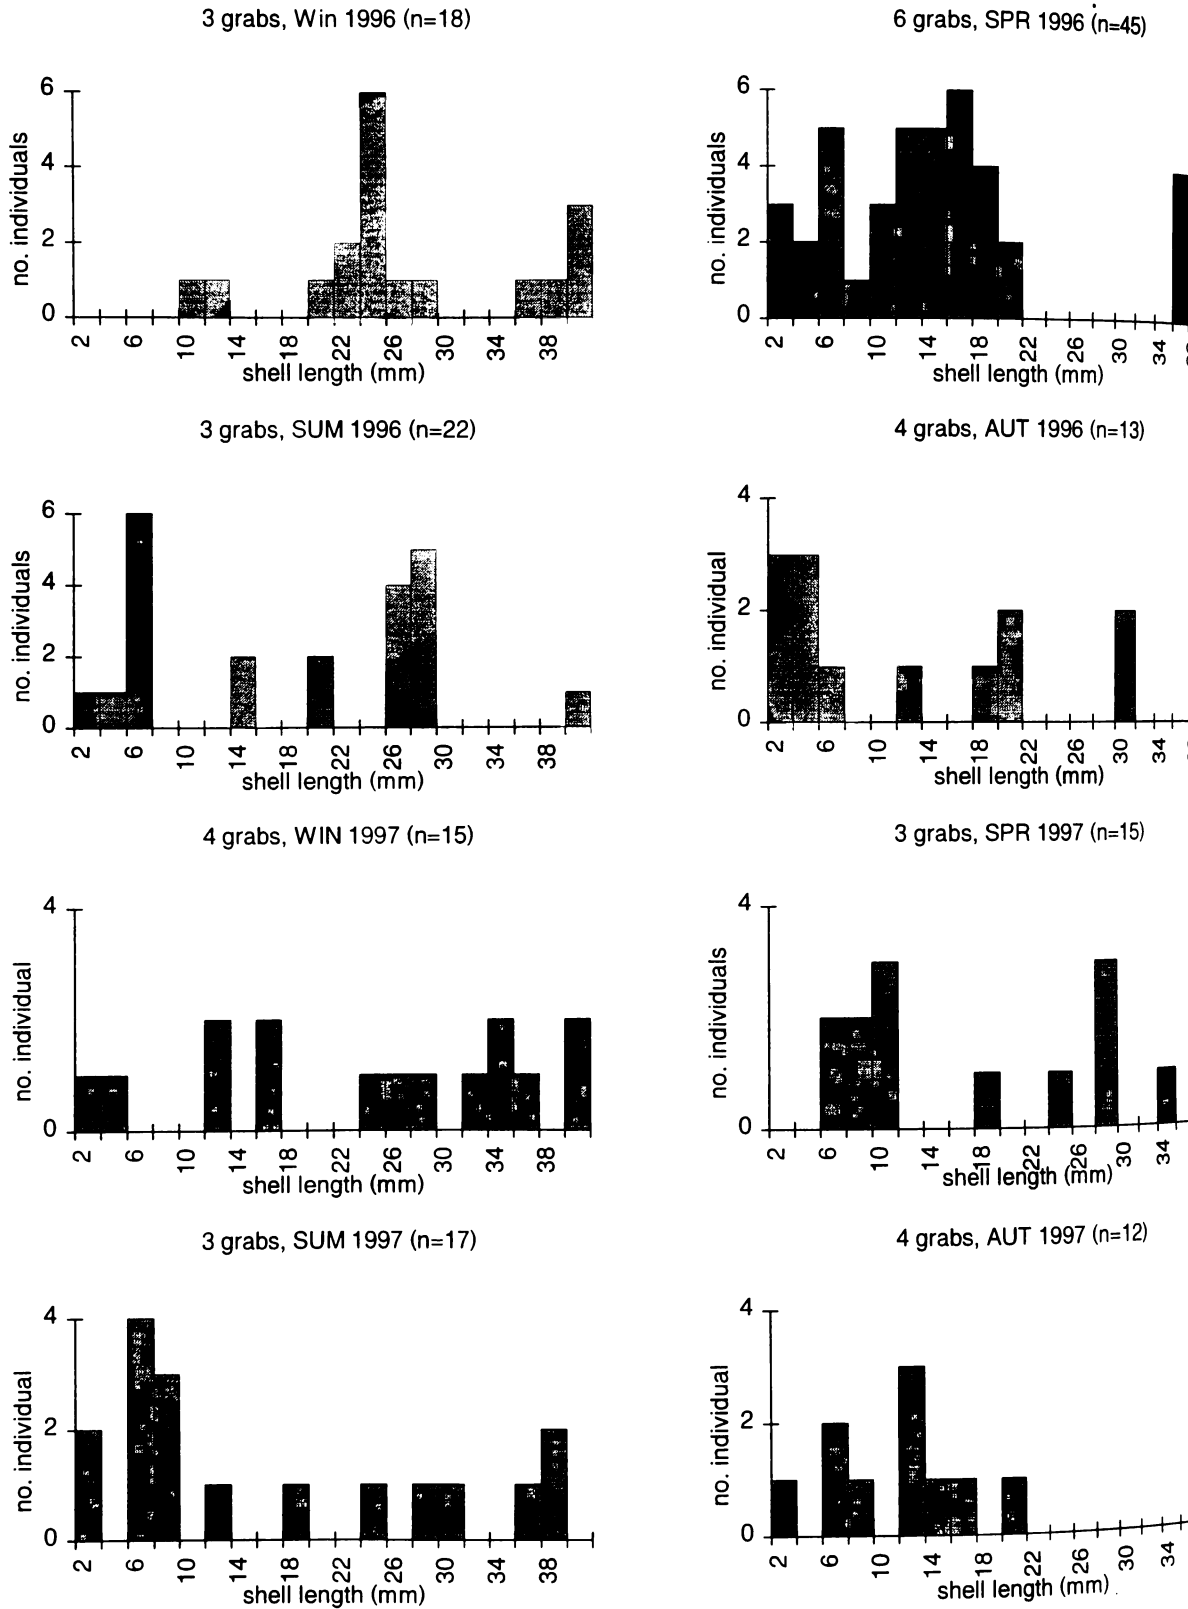 3 grabs, Win 1996 (n=18)
6
4
2
0
no. individuals
2 6 10 14 18 22 26 30 34 38
shell length (mm)
6 grabs, SPR 1996 (n=45)
6
4
2
0
no. individuals
2 6 10 14 18 22 26 30 34
shell length (mm)
3 grabs, SUM 1996 (n=22)
6
4
2
0
no. individuals
2 6 10 14 18 22 26 30 34 38
shell length (mm)
4 grabs, AUT 1996 (n=13)
4
2
0
no. individual
2 6 10 14 18 22 26 30 34
shell length (mm)
4 grabs, WIN 1997 (n=15)
4
2
0
no. individual
2 6 10 14 18 22 26 30 34 38
shell length (mm)
3 grabs, SPR 1997 (n=15)
4
2
0
no. individuals
2 6 10 14 18 22 26 30 34
shell length (mm)
3 grabs, SUM 1997 (n=17)
4
2
0
no. individual
2 6 10 14 18 22 26 30 34 38
shell length (mm)
4 grabs, AUT 1997 (n=12)
4
2
0
no. individual
2 6 10 14 18 22 26 30 34
shell length (mm)